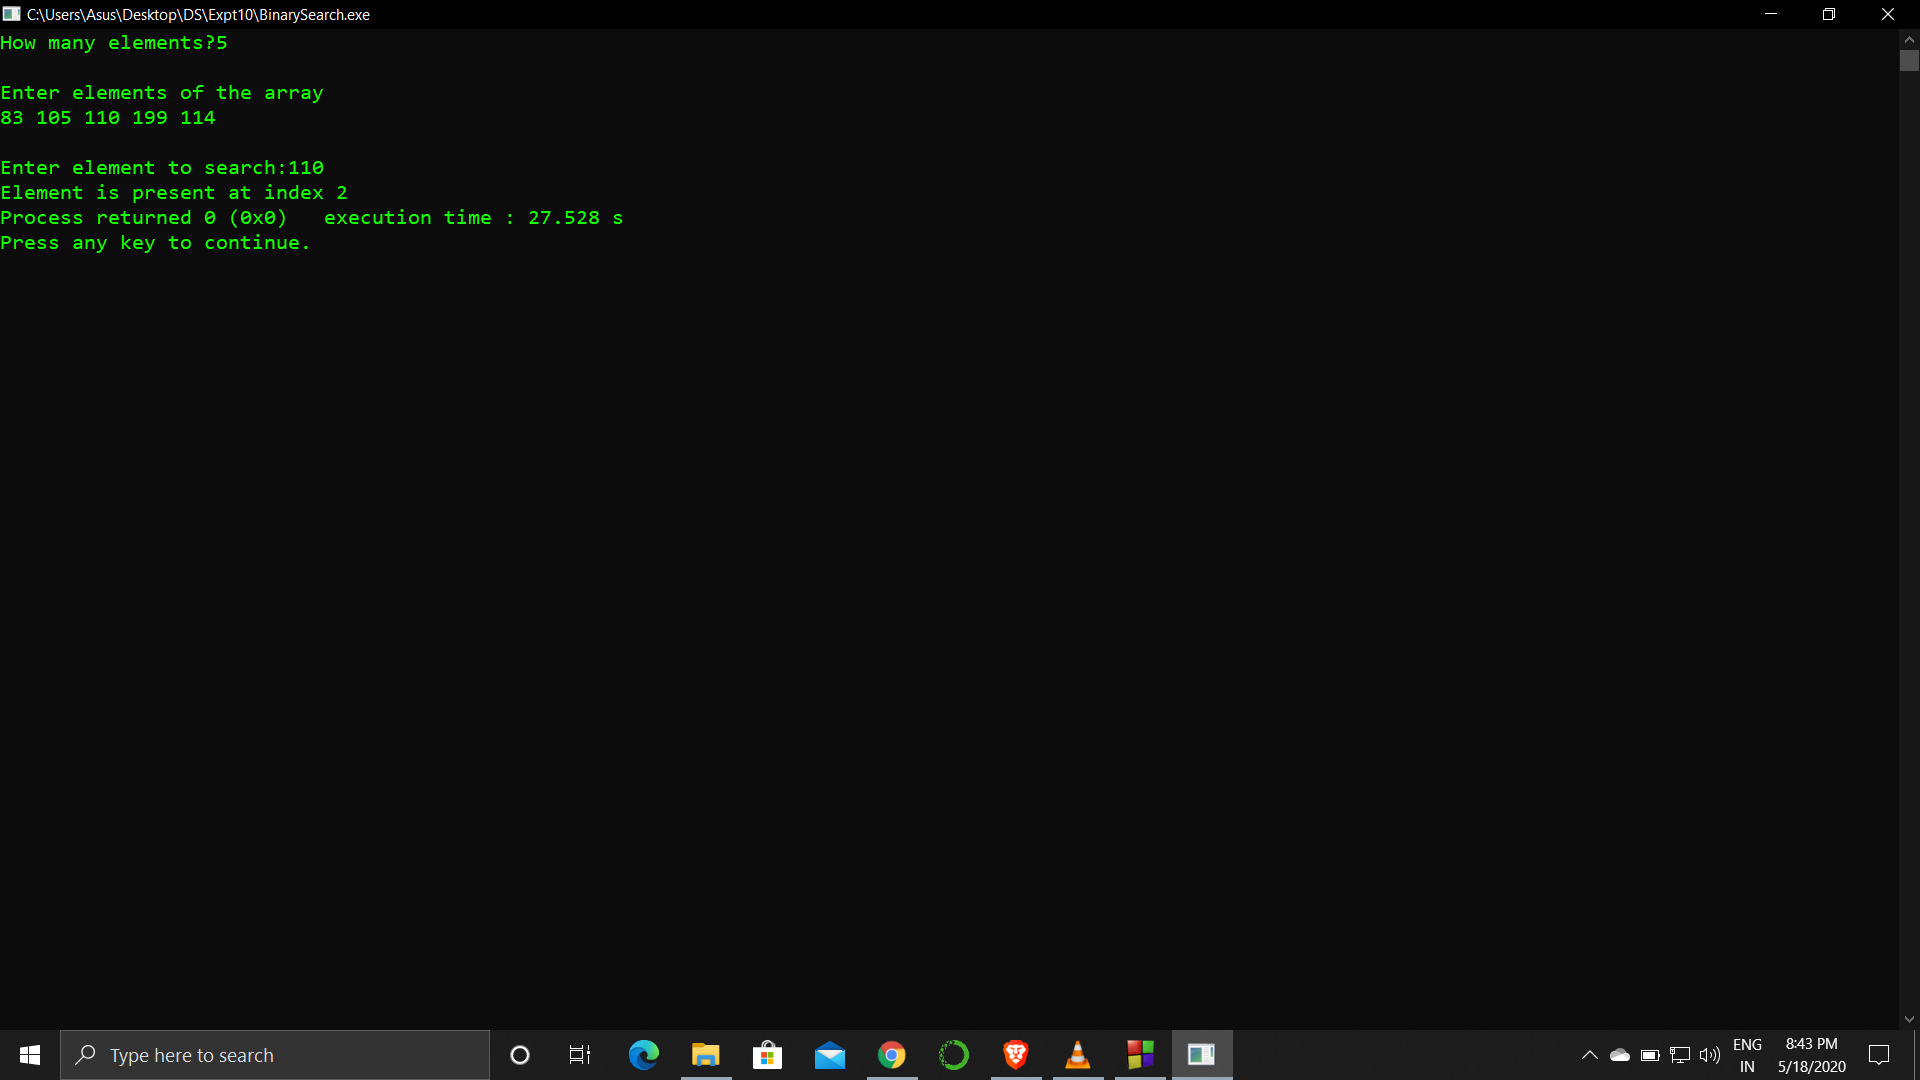 C:\Users\Asus\Desktop\DS\Expt10\BinarySearch.exe
How many elements?5
Enter elements of the array
83 105 110 199 114
Enter element to search:110
Element is present at index 2
Process returned 0 (0x0)   execution time : 27.528 s
Press any key to continue.
Type here to search
ENG
IN
8:43 PM
5/18/2020